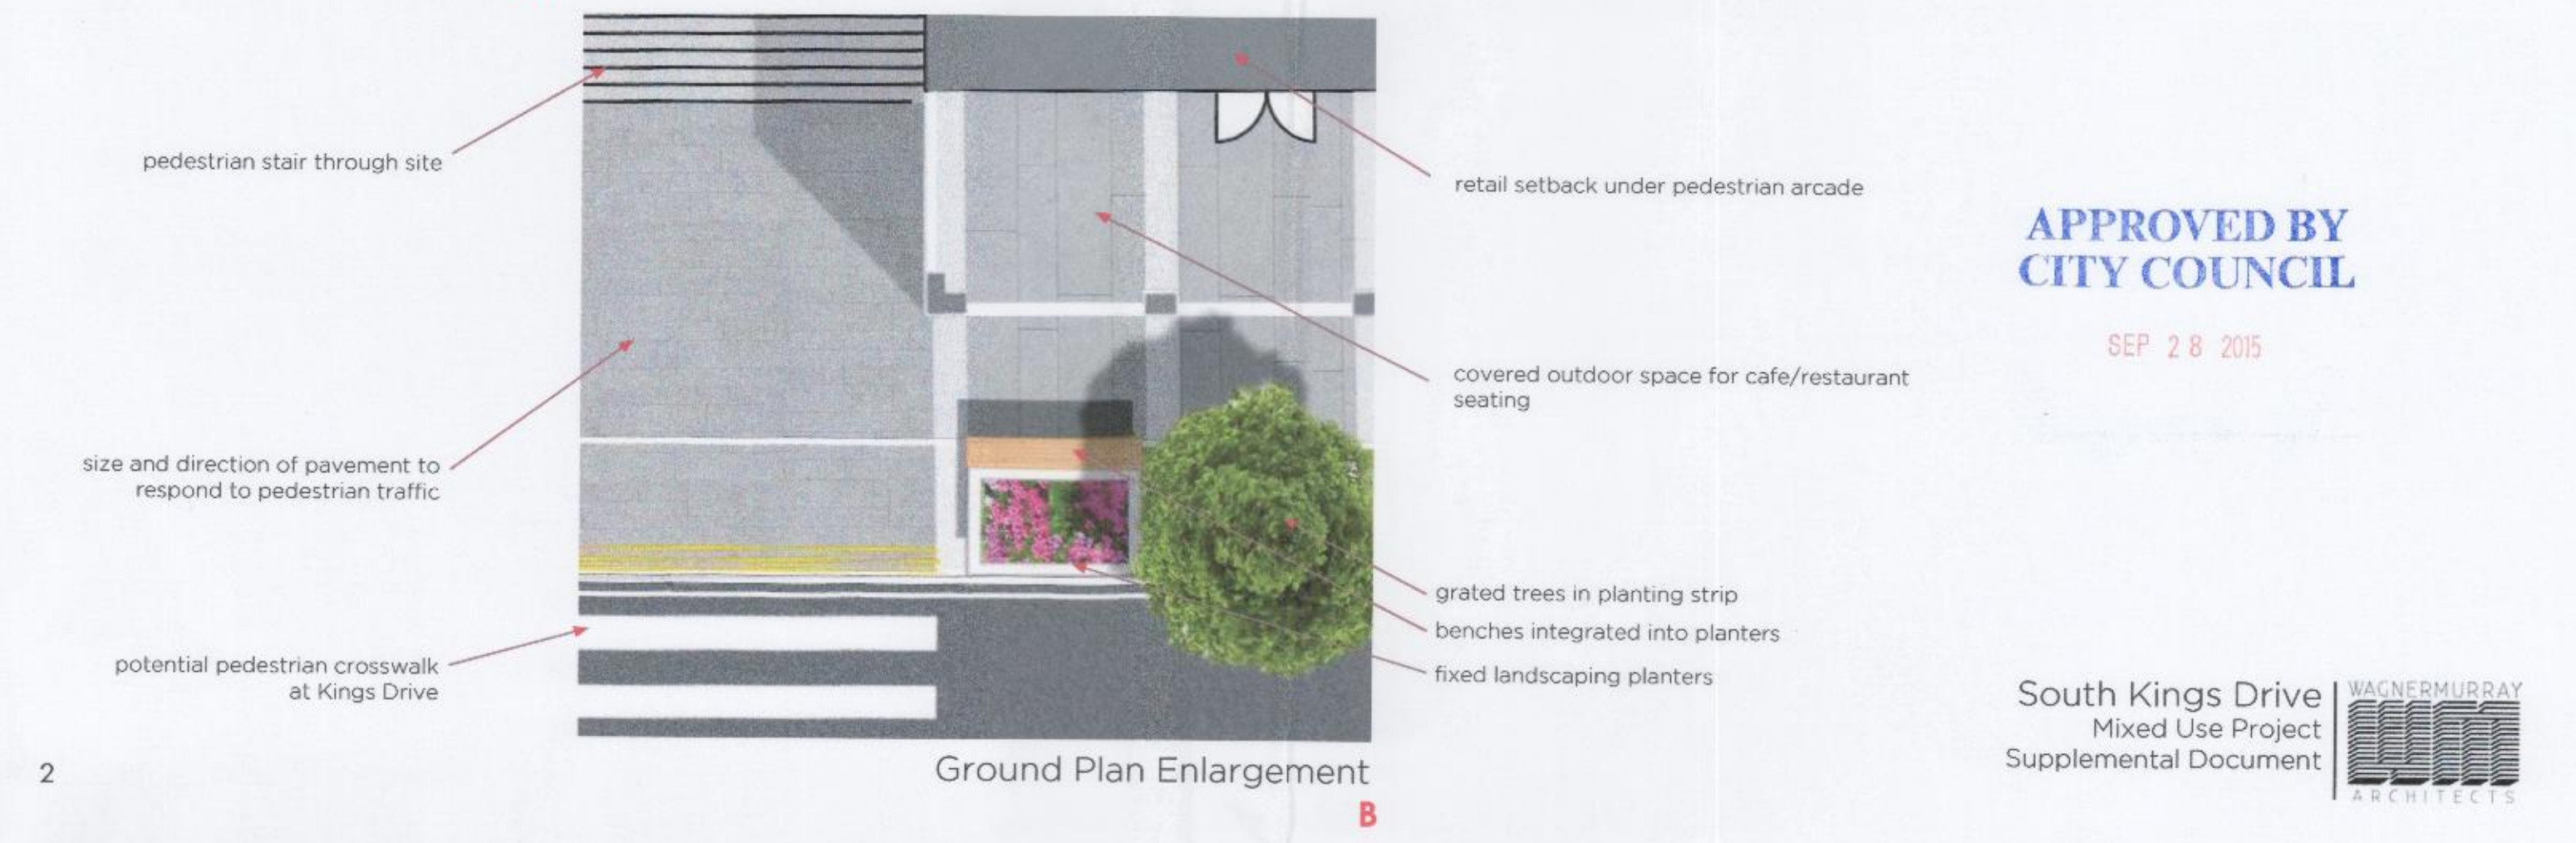 pedestrian stair through site
size and direction of pavement to
respond to pedestrian traffic
potential pedestrian crosswalk
at Kings Drive
retail setback under pedestrian arcade
covered outdoor space for cafe/restaurant
seating
grated trees in planting strip
benches integrated into planters
fixed landscaping planters
APPROVED BY
CITY COUNCIL
SEP 28 2015
2
Ground Plan Enlargement
B
South Kings Drive
Mixed Use Project
Supplemental Document
WAGNERMURRAY
ARCHITECTS